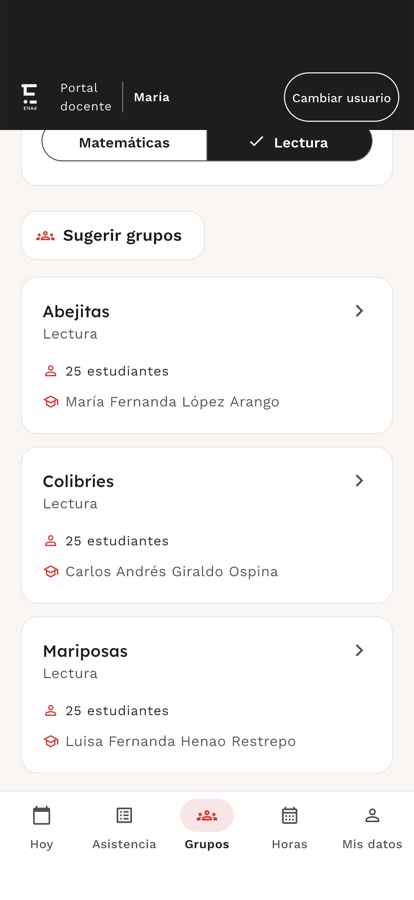 ENAd
Portal docente
María
Cambiar usuario
Matemáticas
Lectura
Sugerir grupos
Abejitas
Lectura
25 estudiantes
María Fernanda López Arango
Colibríes
Lectura
25 estudiantes
Carlos Andrés Giraldo Ospina
Mariposas
Lectura
25 estudiantes
Luisa Fernanda Henao Restrepo
Hoy
Asistencia
Grupos
Horas
Mis datos